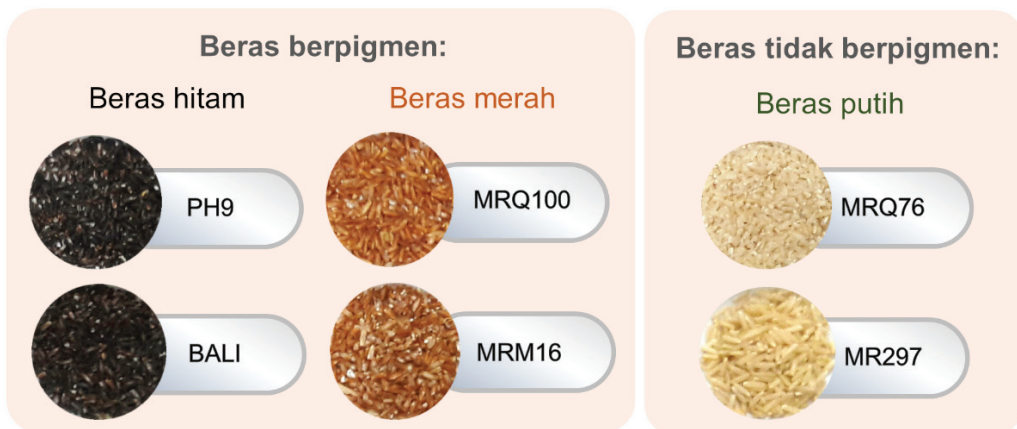 Beras berpigmen:
Beras hitam
Beras merah
PH9
MRQ100
BALI
MRM16
Beras tidak berpigmen:
Beras putih
MRQ76
MR297